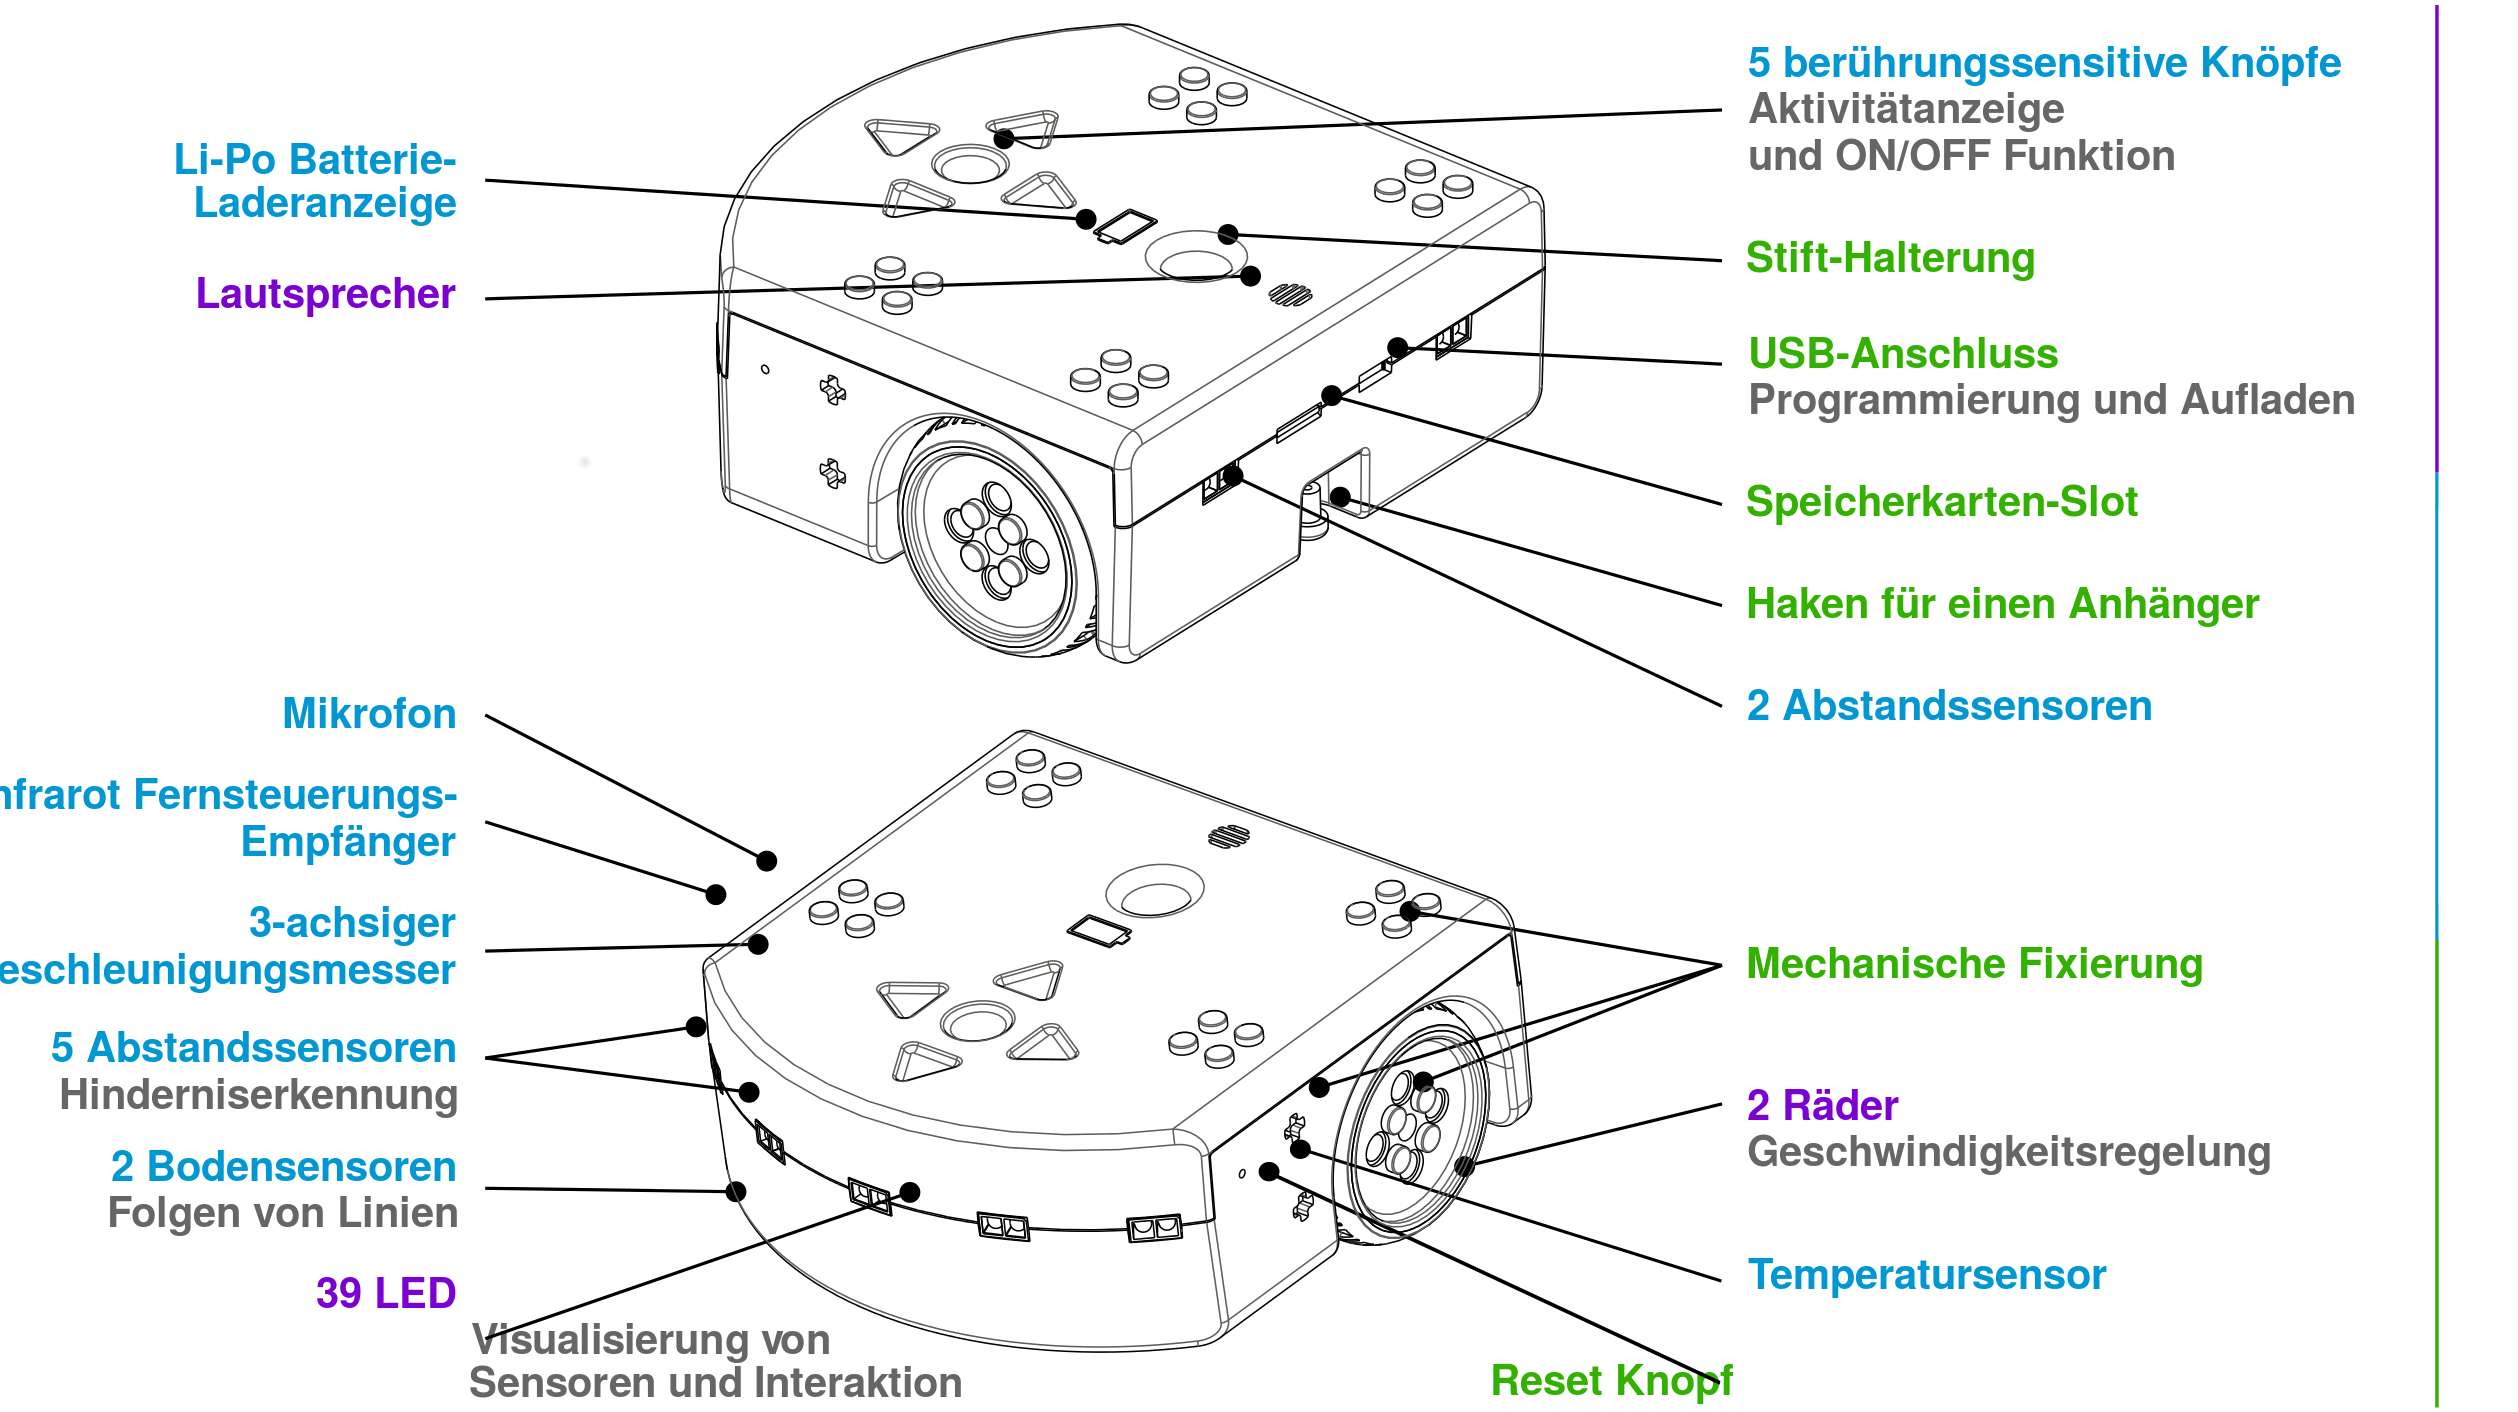 Li-Po Batterie-
Laderanzeige
Lautsprecher
5 berührungssensitive Knöpfe
Aktivitätanzeige
und ON/OFF Funktion
Stift-Halterung
USB-Anschluss
Programmierung und Aufladen
Speicherkarten-Slot
Haken für einen Anhänger
2 Abstandssensoren
Mikrofon
nfrarot Fernsteuerungs-
Empfänger
3-achsiger
eschleunigungsmesser
5 Abstandssensoren
Hinderniserkennung
2 Bodensensoren
Folgen von Linien
39 LED
Visualisierung von
Sensoren und Interaktion
Mechanische Fixierung
2 Räder
Geschwindigkeitsregelung
Temperatursensor
Reset Knopf